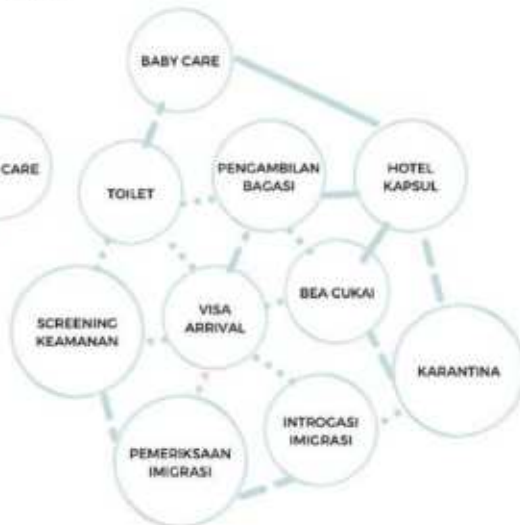 BABY CARE
CARE
TOILET
PENGAMBILAN
BAGASI
HOTEL
KAPSUL
SCREENING
KEAMANAN
VISA
ARRIVAL
BEA CUKAI
KARANTINA
PEMERIKSAAN
IMIGRASI
INTROGASI
IMIGRASI